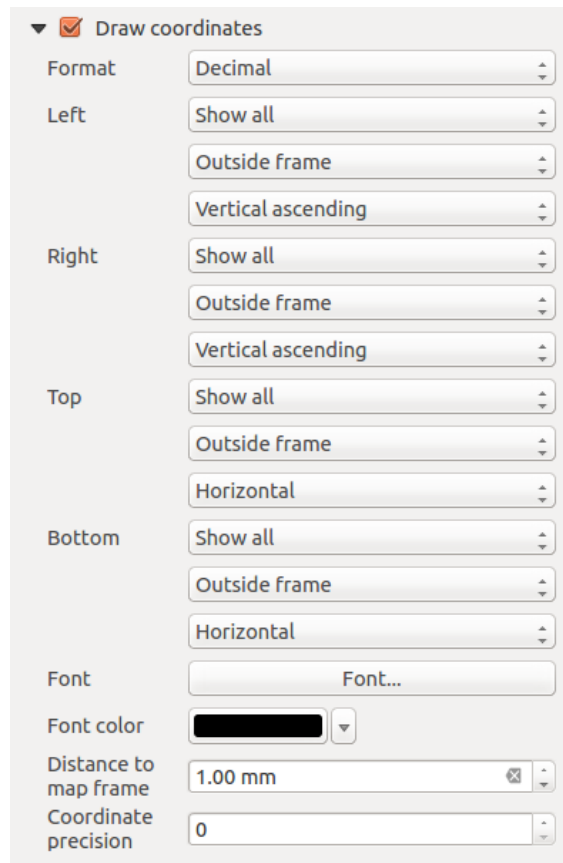 Draw coordinates
Format Decimal
Left Show all
Outside frame
Vertical ascending
Right Show all
Outside frame
Vertical ascending
Top Show all
Outside frame
Horizontal
Bottom Show all
Outside frame
Horizontal
Font Font...
Font color
Distance to
map frame 1.00 mm
Coordinate
precision 0